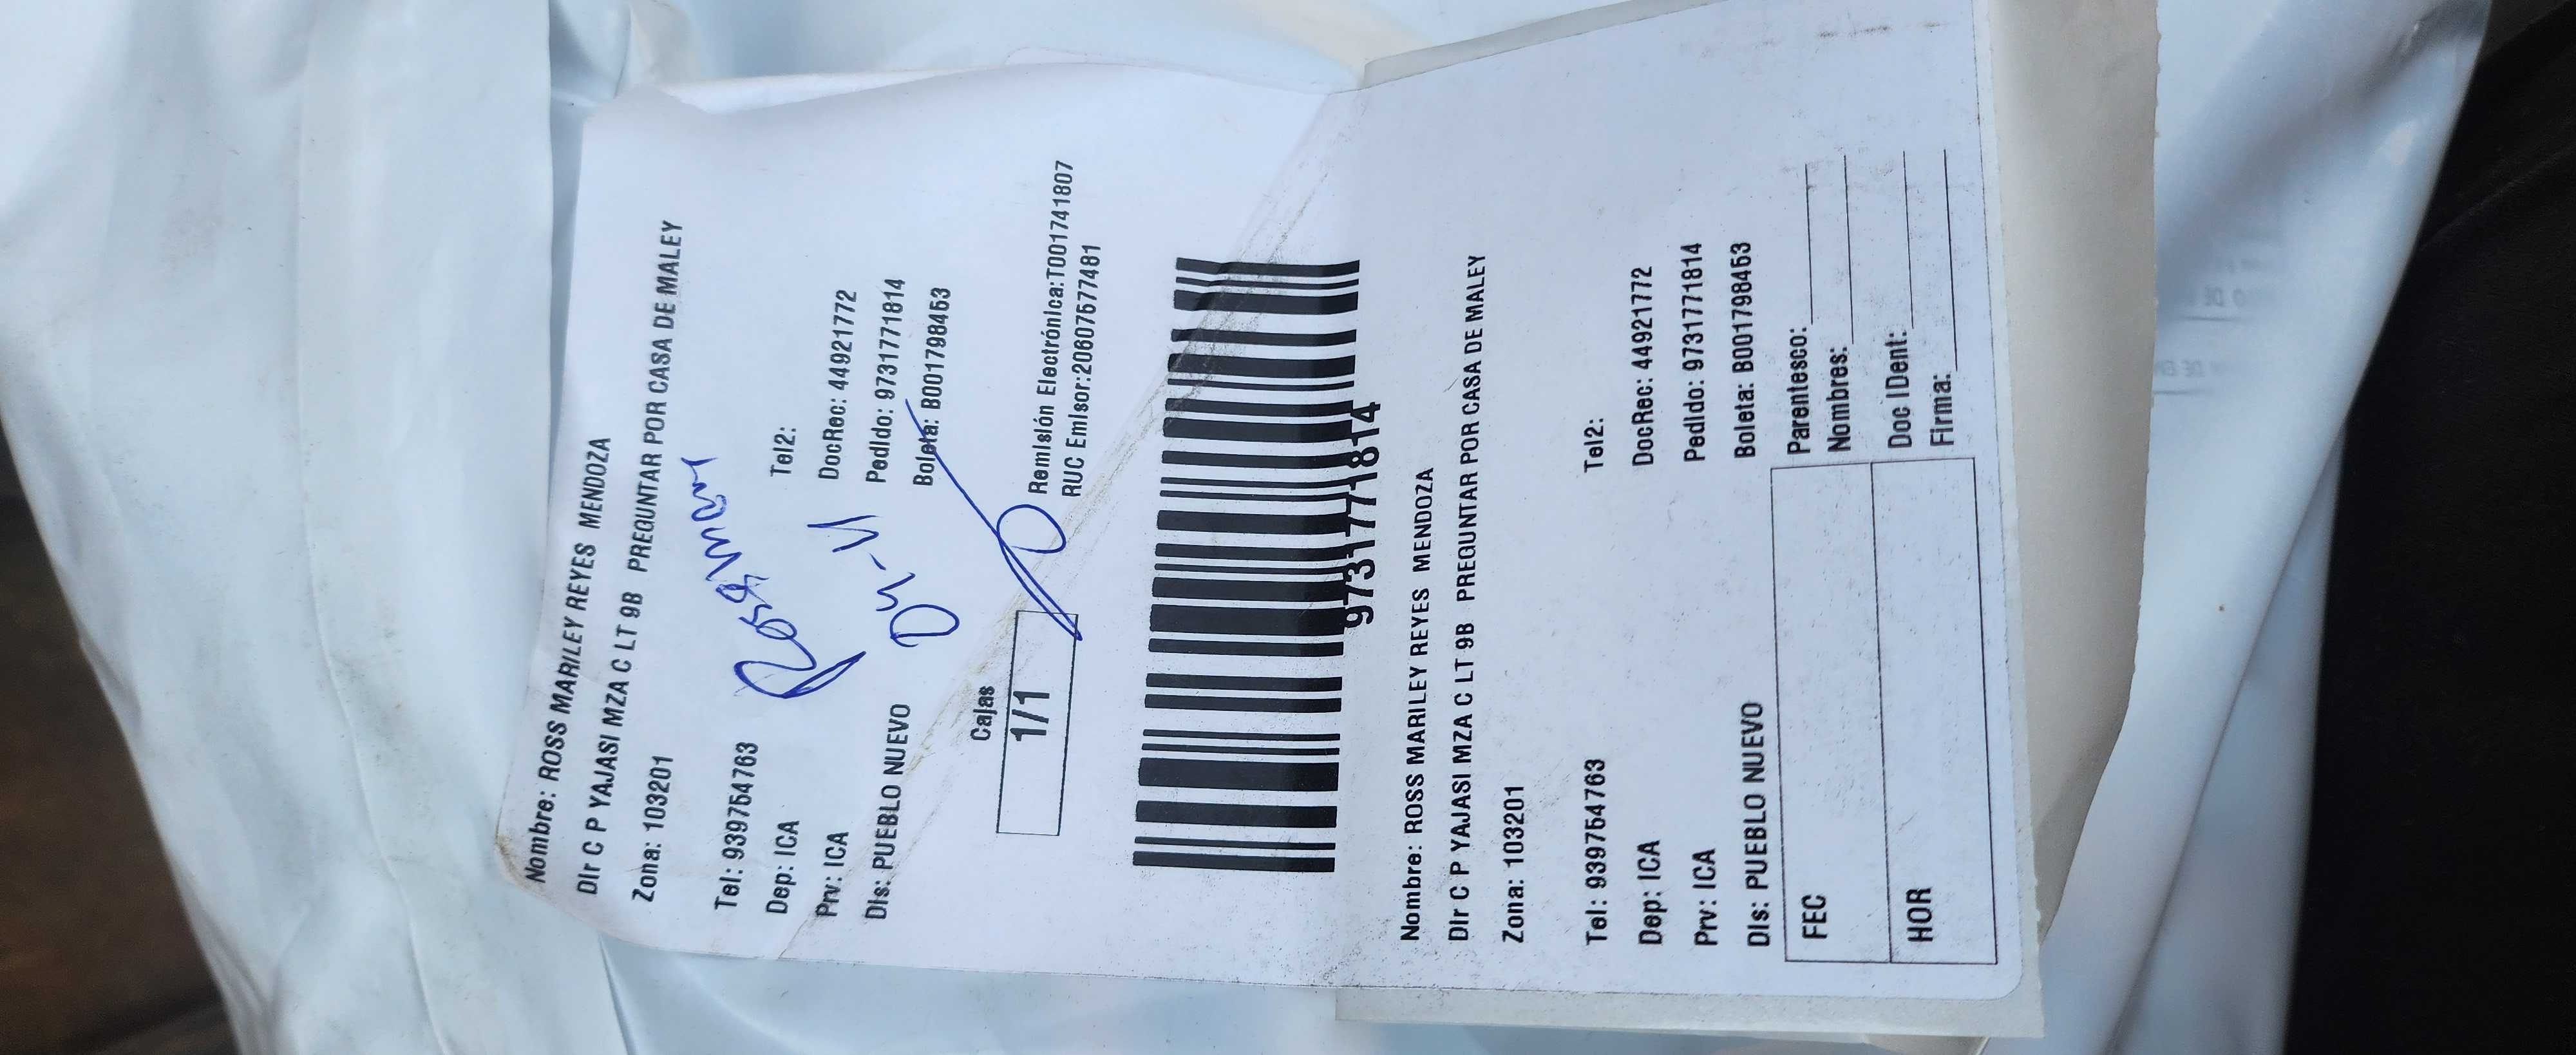 Nombre: ROSS MARILEY REYES MENDOZA
Dir C P YAJASI MZA C LT 9B PREGUNTAR POR CASA DE MALEY
Zona: 103201
Tel: 939754763 Tel2:
Dep: ICA DocRec: 44921772
Prv: ICA Pedido: 9731771814
Dis: PUEBLO NUEVO Boleta: B001798453
Cajas
1/1
Remisión Electrónica:T001741807
RUC Emisor:20607577481
9731771814
Nombre: ROSS MARILEY REYES MENDOZA
Dir C P YAJASI MZA C LT 9B PREGUNTAR POR CASA DE MALEY
Zona: 103201
Tel: 939754763 Tel2:
Dep: ICA DocRec: 44921772
Prv: ICA Pedido: 9731771814
Dis: PUEBLO NUEVO Boleta: B001798453
FEC Parentesco:
Nombres:
HOR Doc IDent:
Firma: